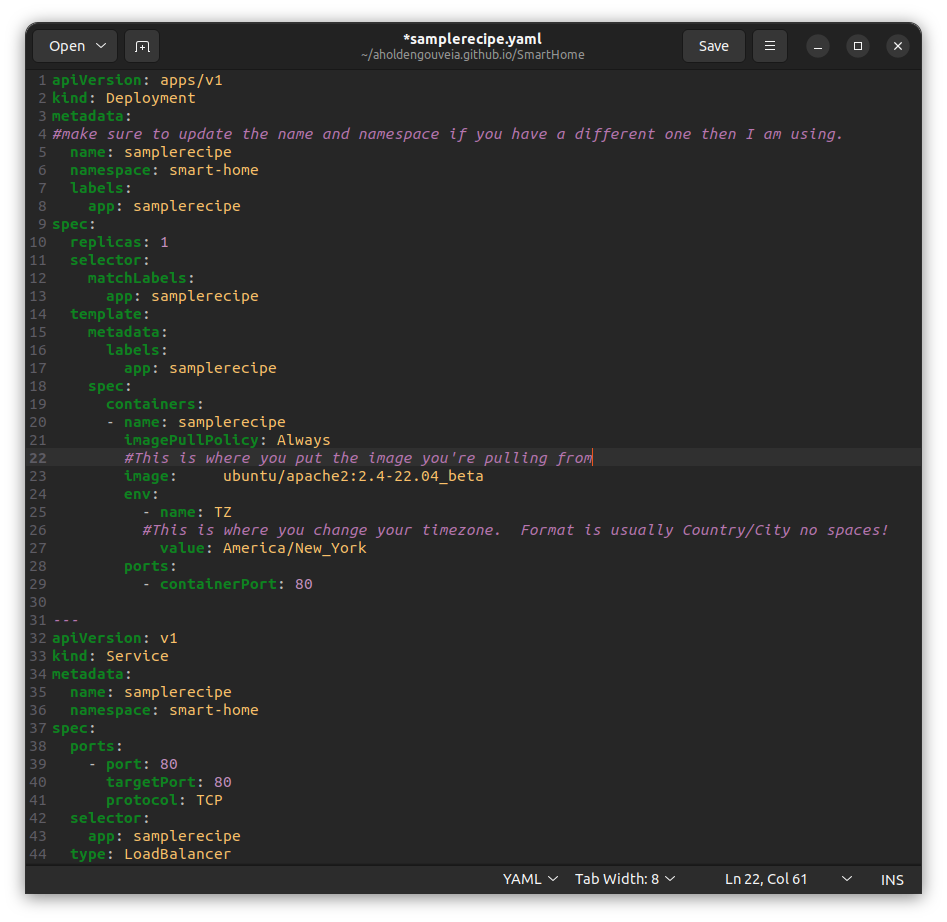 Open
*samplerecipe.yaml
~/aholdengouveia.github.io/SmartHome
Save
1 apiVersion: apps/v1
2 kind: Deployment
3 metadata:
4 #make sure to update the name and namespace if you have a different one then I am using.
5   name: samplerecipe
6   namespace: smart-home
7   labels:
8     app: samplerecipe
9 spec:
10   replicas: 1
11   selector:
12     matchLabels:
13       app: samplerecipe
14   template:
15     metadata:
16       labels:
17         app: samplerecipe
18     spec:
19       containers:
20       - name: samplerecipe
21         imagePullPolicy: Always
22         #This is where you put the image you're pulling from
23         image:     ubuntu/apache2:2.4-22.04_beta
24         env:
25           - name: TZ
26           #This is where you change your timezone.  Format is usually Country/City no spaces!
27             value: America/New_York
28         ports:
29           - containerPort: 80
30
31 ---
32 apiVersion: v1
33 kind: Service
34 metadata:
35   name: samplerecipe
36   namespace: smart-home
37 spec:
38   ports:
39     - port: 80
40       targetPort: 80
41       protocol: TCP
42   selector:
43     app: samplerecipe
44   type: LoadBalancer
YAML Tab Width: 8 Ln 22, Col 61 INS